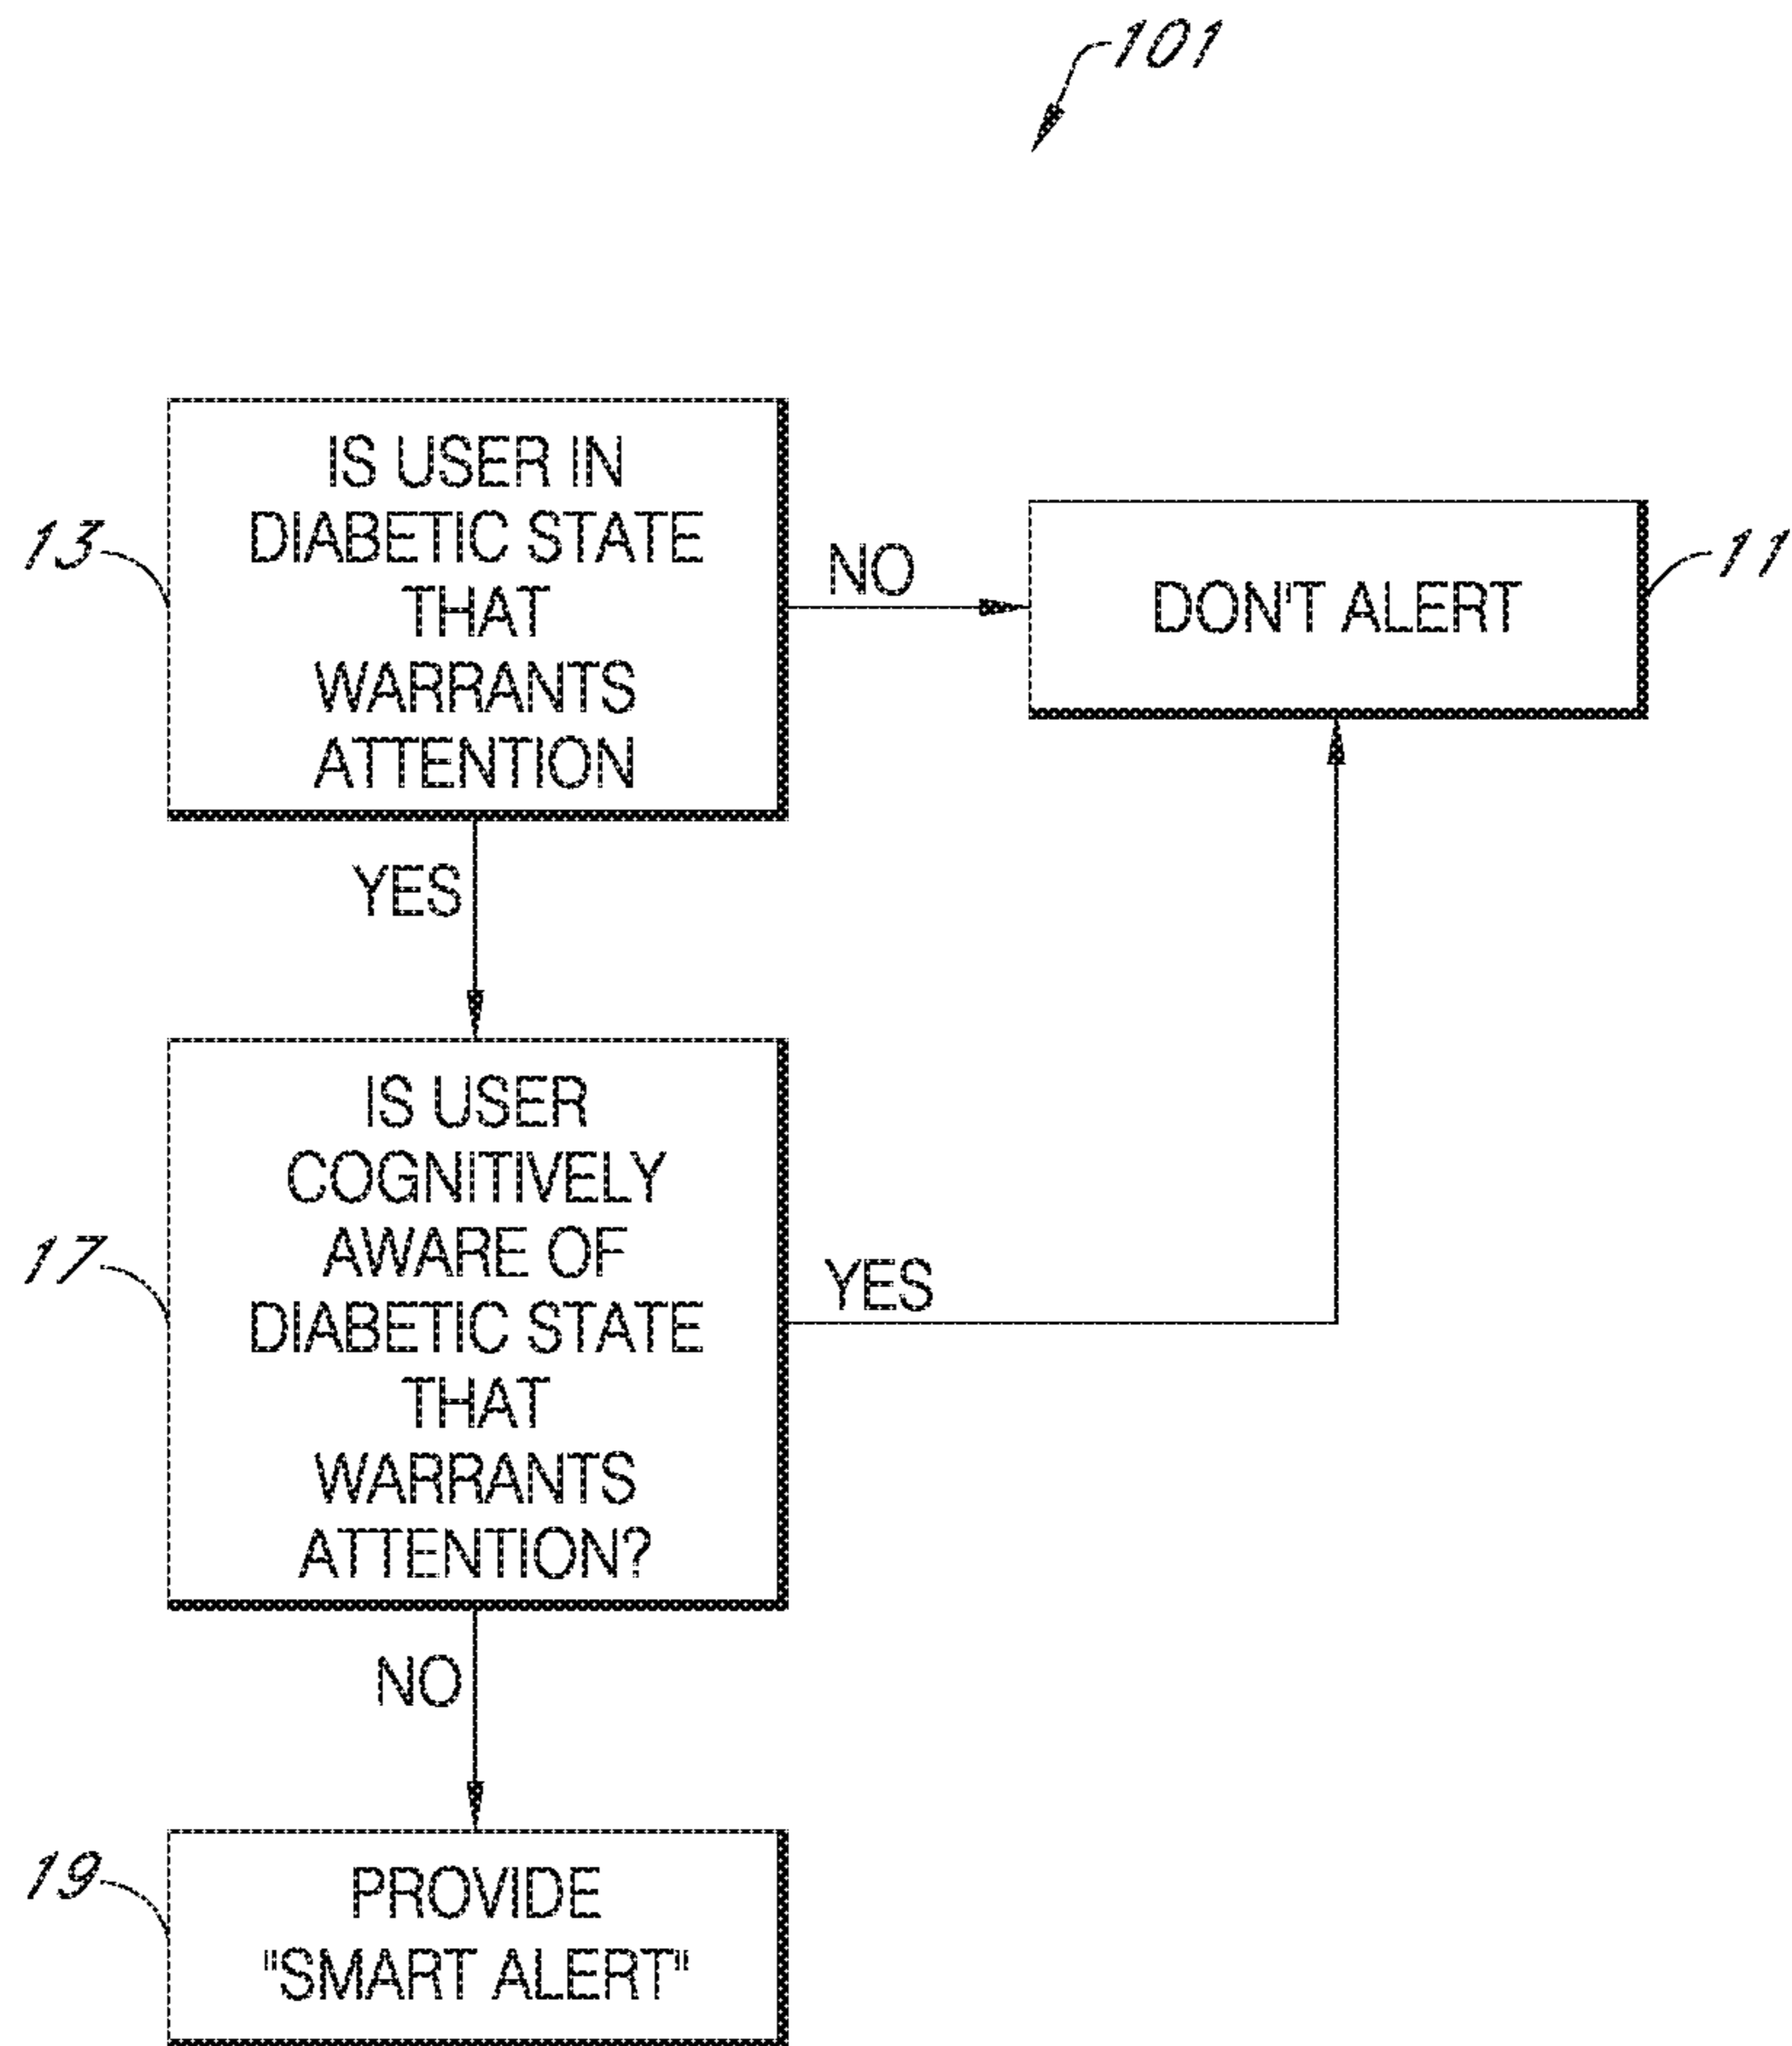 101
IS USER IN
DIABETIC STATE
THAT
WARRANTS
ATTENTION
13
NO
DON'T ALERT
11
YES
IS USER
COGNITIVELY
AWARE OF
DIABETIC STATE
THAT
WARRANTS
ATTENTION?
17
YES
NO
19
PROVIDE
"SMART ALERT"